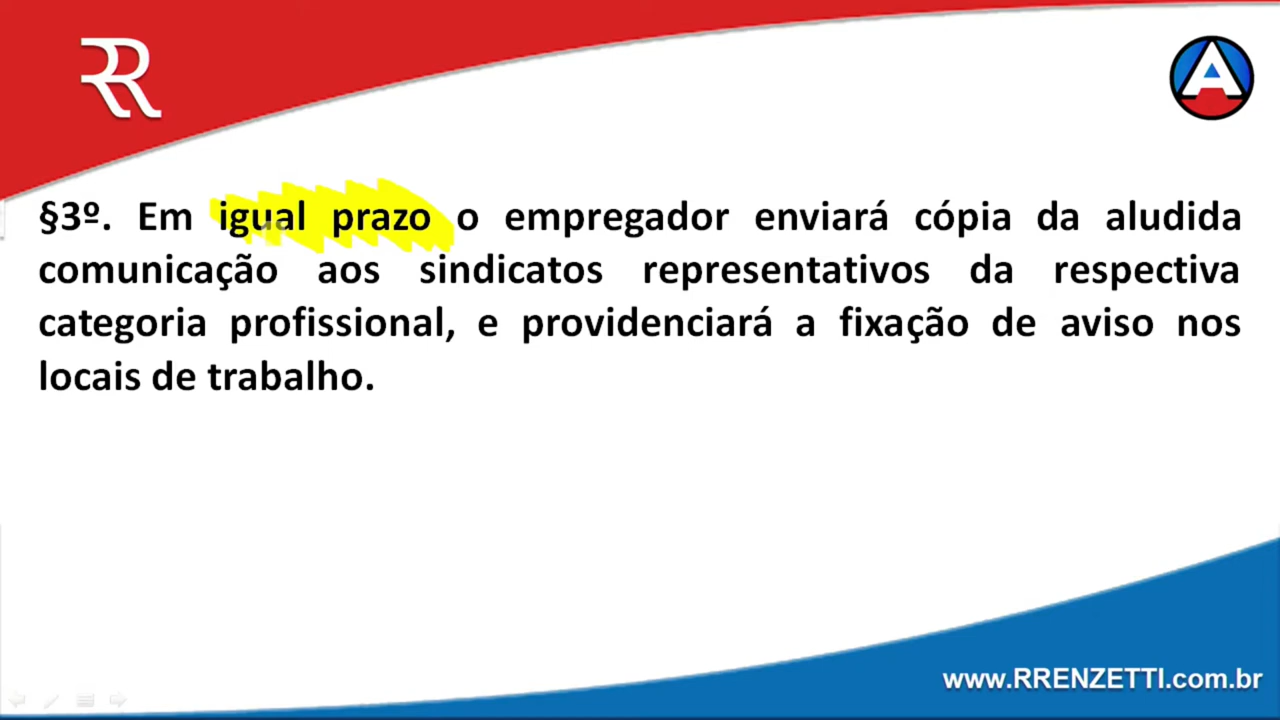 RR
A
§3º. Em igual prazo o empregador enviará cópia da aludida
comunicação aos sindicatos representativos da respectiva
categoria profissional, e providenciará a fixação de aviso nos
locais de trabalho.
www.RRENZETTI.com.br